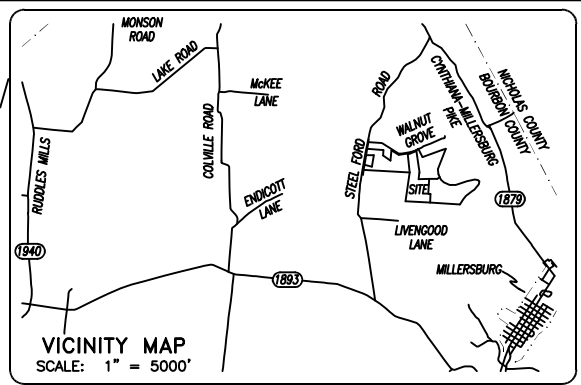 MONSON
ROAD
LAKE ROAD
McKEE
LANE
COLVILLE ROAD
RUDDLES MILLS
ENDICOTT
LANE
1940
1893
STEEL FORD
ROAD
WALNUT
GROVE
CYNTHIANA-MILLERSBURG
PIKE
NICHOLAS COUNTY
BOURBON COUNTY
SITE
1879
LIVENGOOD
LANE
MILLERSBURG
VICINITY MAP
SCALE: 1" = 5000'